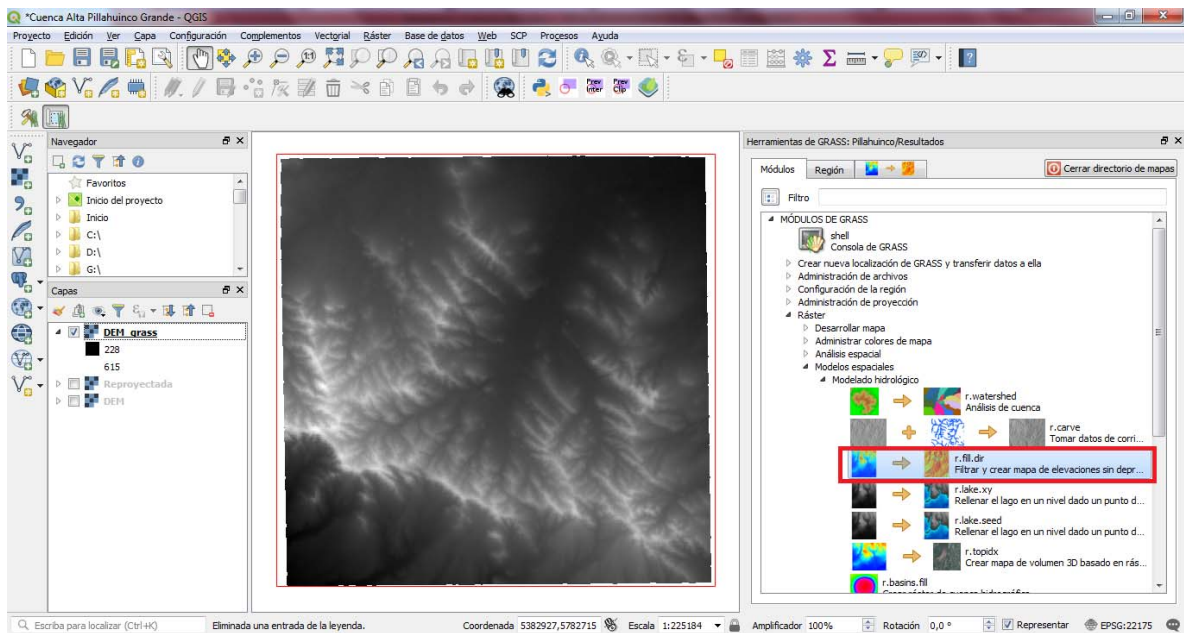 *Cuenca Alta Pillahuinco Grande - QGIS
Proyecto Edición Ver Capa Configuración Complementos Vectorial Ráster Base de datos Web SCP Procesos Ayuda
Prev Inter
Prev Clip
Navegador
Favoritos
Inicio del proyecto
Inicio
C:\
D:\
G:\
Capas
DEM_grass
228
615
Reproyectada
DEM
Herramientas de GRASS: Pillahuinco/Resultados
Módulos Región Cerrar directorio de mapas
Filtro
MÓDULOS DE GRASS
shell
Consola de GRASS
Crear nueva localización de GRASS y transferir datos a ella
Administración de archivos
Configuración de la región
Administración de proyección
Ráster
Desarrollar mapa
Administrar colores de mapa
Análisis espacial
Modelos espaciales
Modelado hidrológico
r.watershed
Análisis de cuenca
r.carve
Tomar datos de corri...
r.fill.dir
Filtrar y crear mapa de elevaciones sin depr...
r.lake.xy
Rellenar el lago en un nivel dado un punto d...
r.lake.seed
Rellenar el lago en un nivel dado un punto d...
r.topidx
Crear mapa de volumen 3D basado en rás...
r.basins.fill
Escriba para localizar (Ctrl+K) Eliminada una entrada de la leyenda. Coordenada 5382927,5782715 Escala 1:225184 Amplificador 100% Rotación 0,0 ° Representar EPSG:22175